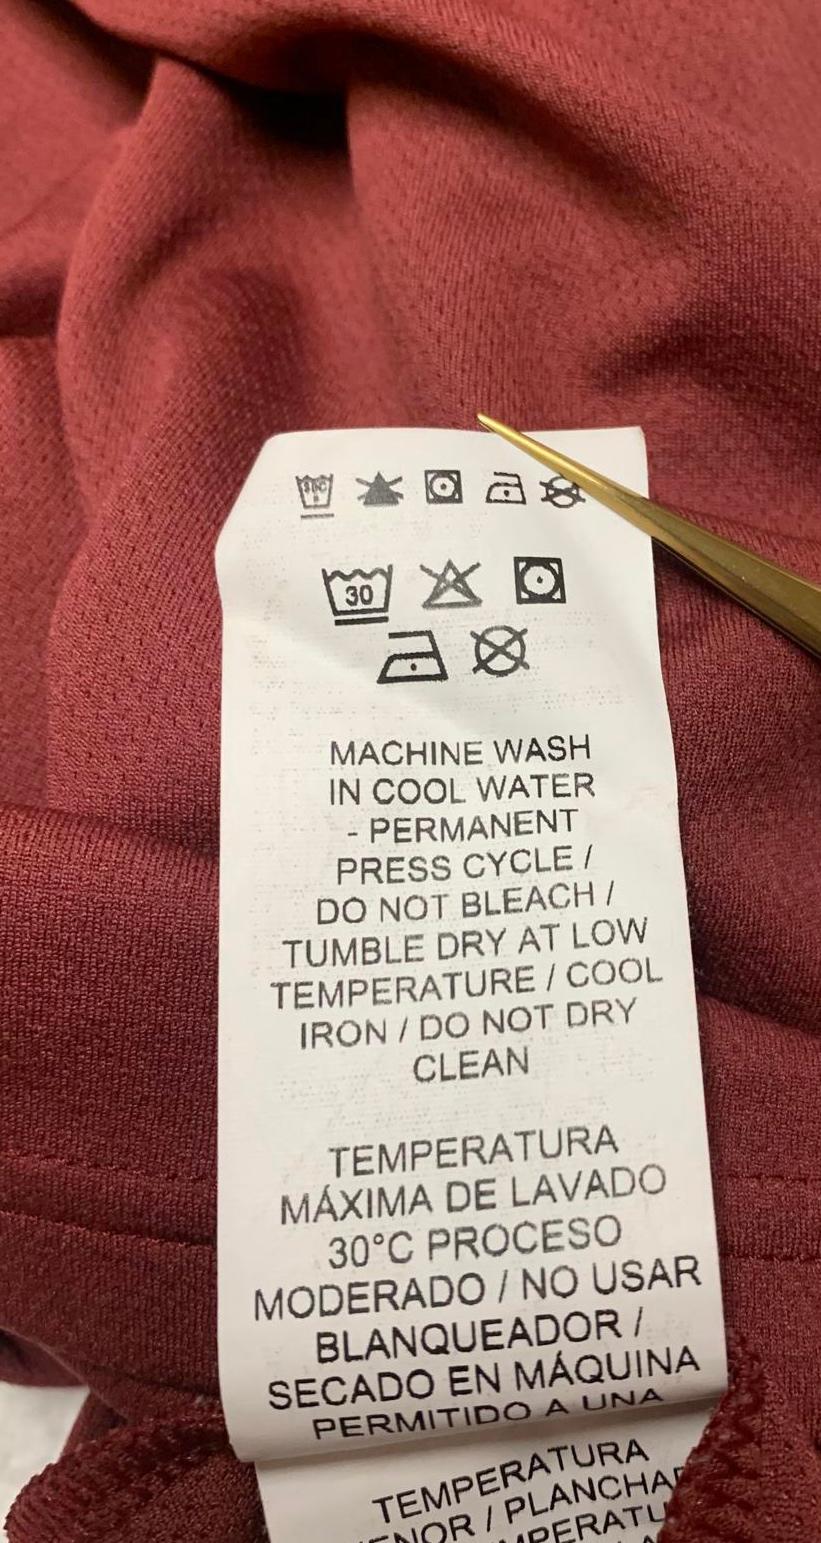 30°C
30
MACHINE WASH
IN COOL WATER
- PERMANENT
PRESS CYCLE /
DO NOT BLEACH /
TUMBLE DRY AT LOW
TEMPERATURE / COOL
IRON / DO NOT DRY
CLEAN
TEMPERATURA
MÁXIMA DE LAVADO
30°C PROCESO
MODERADO / NO USAR
BLANQUEADOR /
SECADO EN MÁQUINA
PERMITIDO A UNA
TEMPERATURA